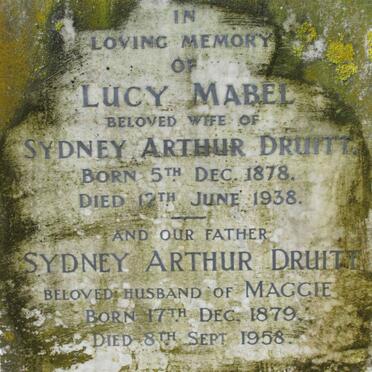 IN
LOVING MEMORY
OF
LUCY MABEL
BELOVED WIFE OF
SYDNEY ARTHUR DRUITT.
BORN 5TH DEC. 1878.
DIED 12TH JUNE 1938.
AND OUR FATHER
SYDNEY ARTHUR DRUITT
BELOVED HUSBAND OF MAGGIE
BORN 17TH DEC. 1879.
DIED 8TH SEPT 1958.